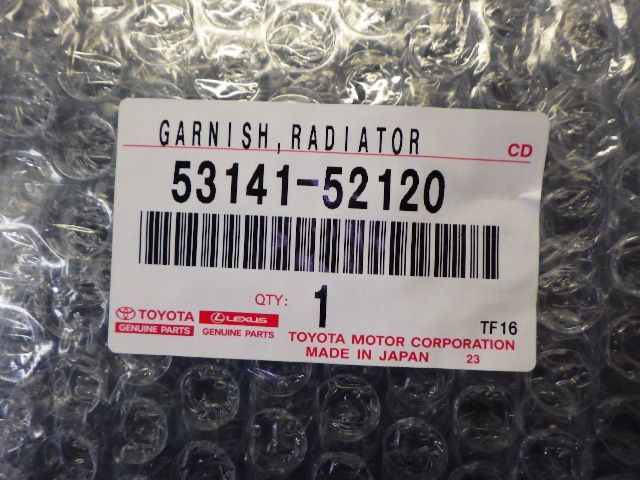 GARNISH,RADIATOR
CD
53141-52120
QTY: 1
TOYOTA LEXUS
GENUINE PARTS GENUINE PARTS
TF16
TOYOTA MOTOR CORPORATION
MADE IN JAPAN 23